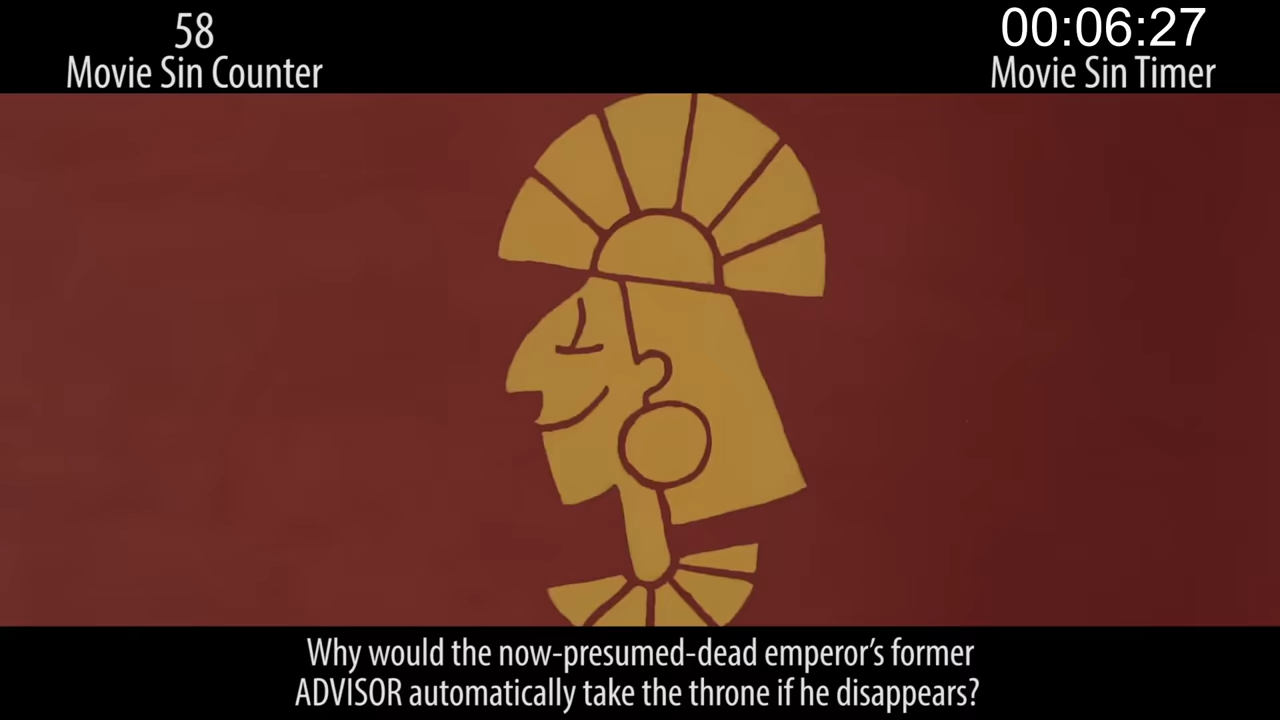 58
Movie Sin Counter
00:06:27
Movie Sin Timer
Why would the now-presumed-dead emperor’s former
ADVISOR automatically take the throne if he disappears?